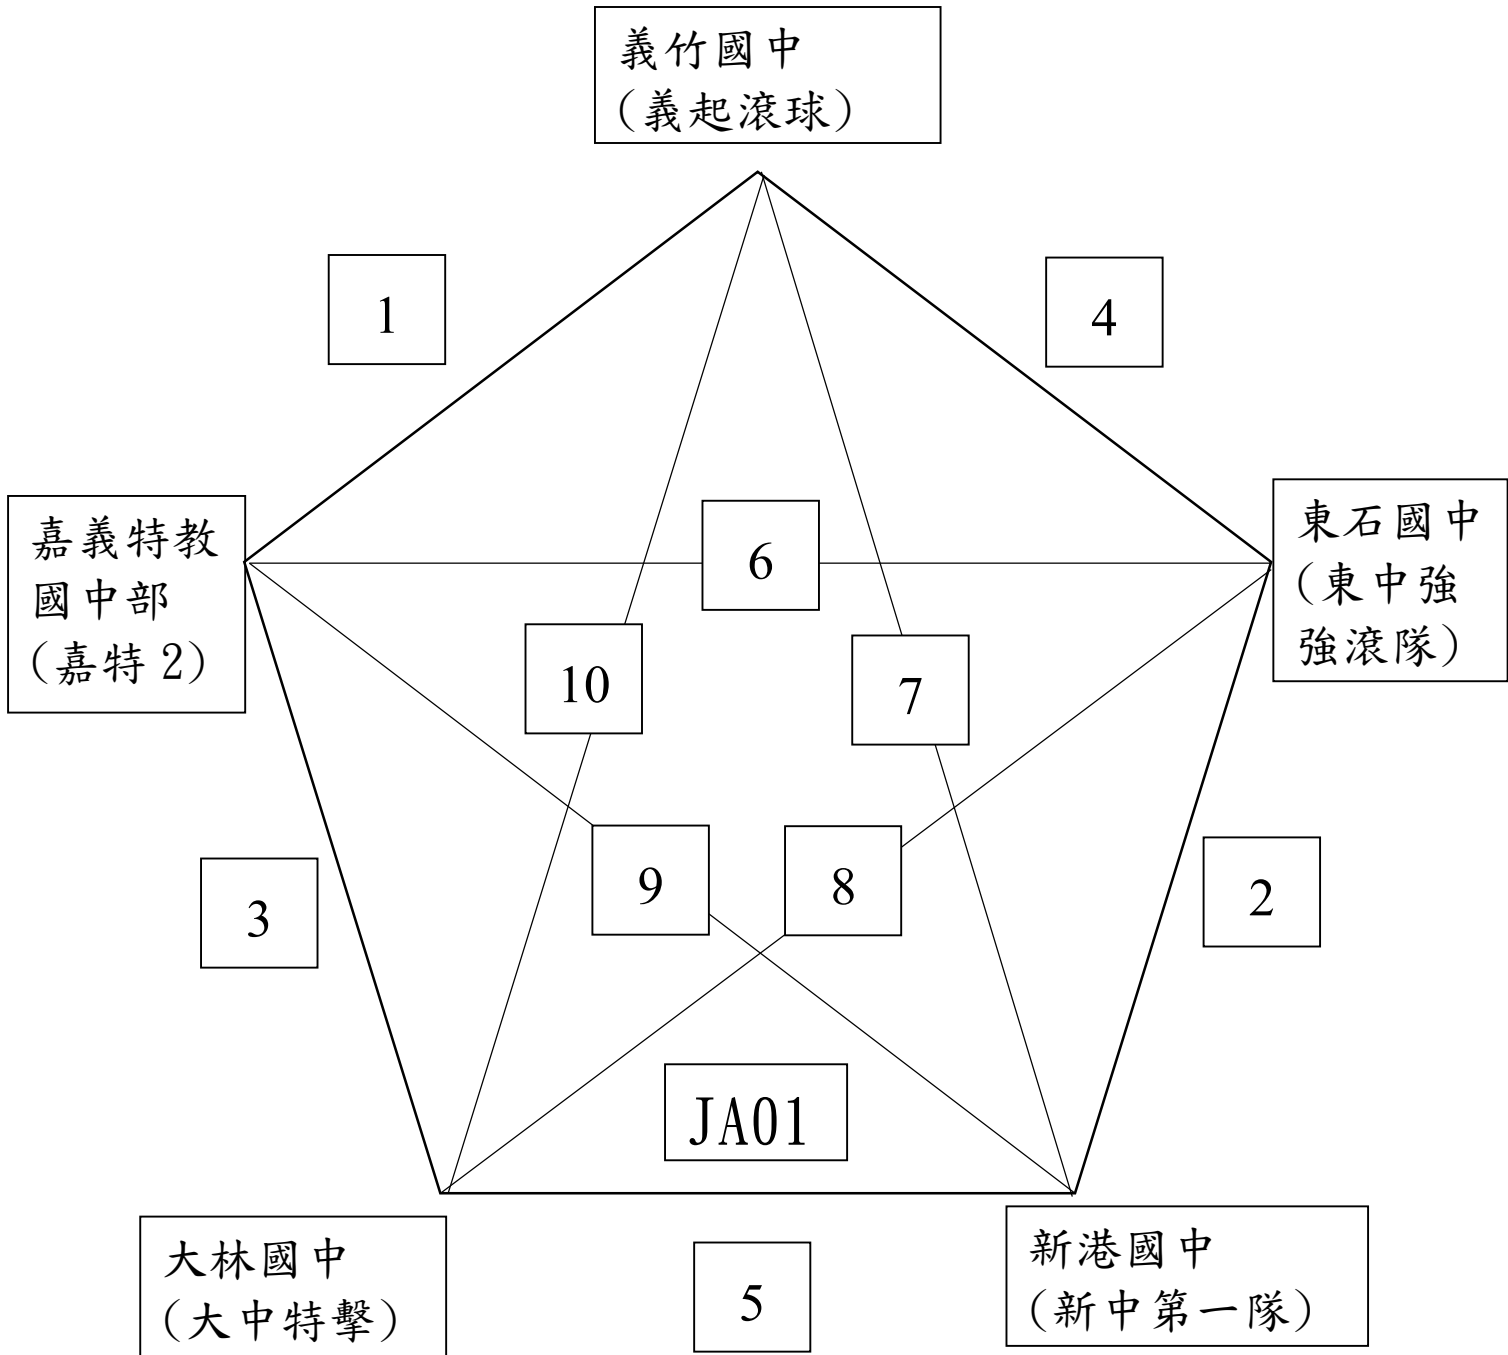 義竹國中
(義起滾球)
1
4
嘉義特教
國中部
(嘉特 2)
6
東石國中
(東中強
強滾隊)
10
7
3
9
8
2
JA01
大林國中
(大中特擊)
5
新港國中
(新中第一隊)